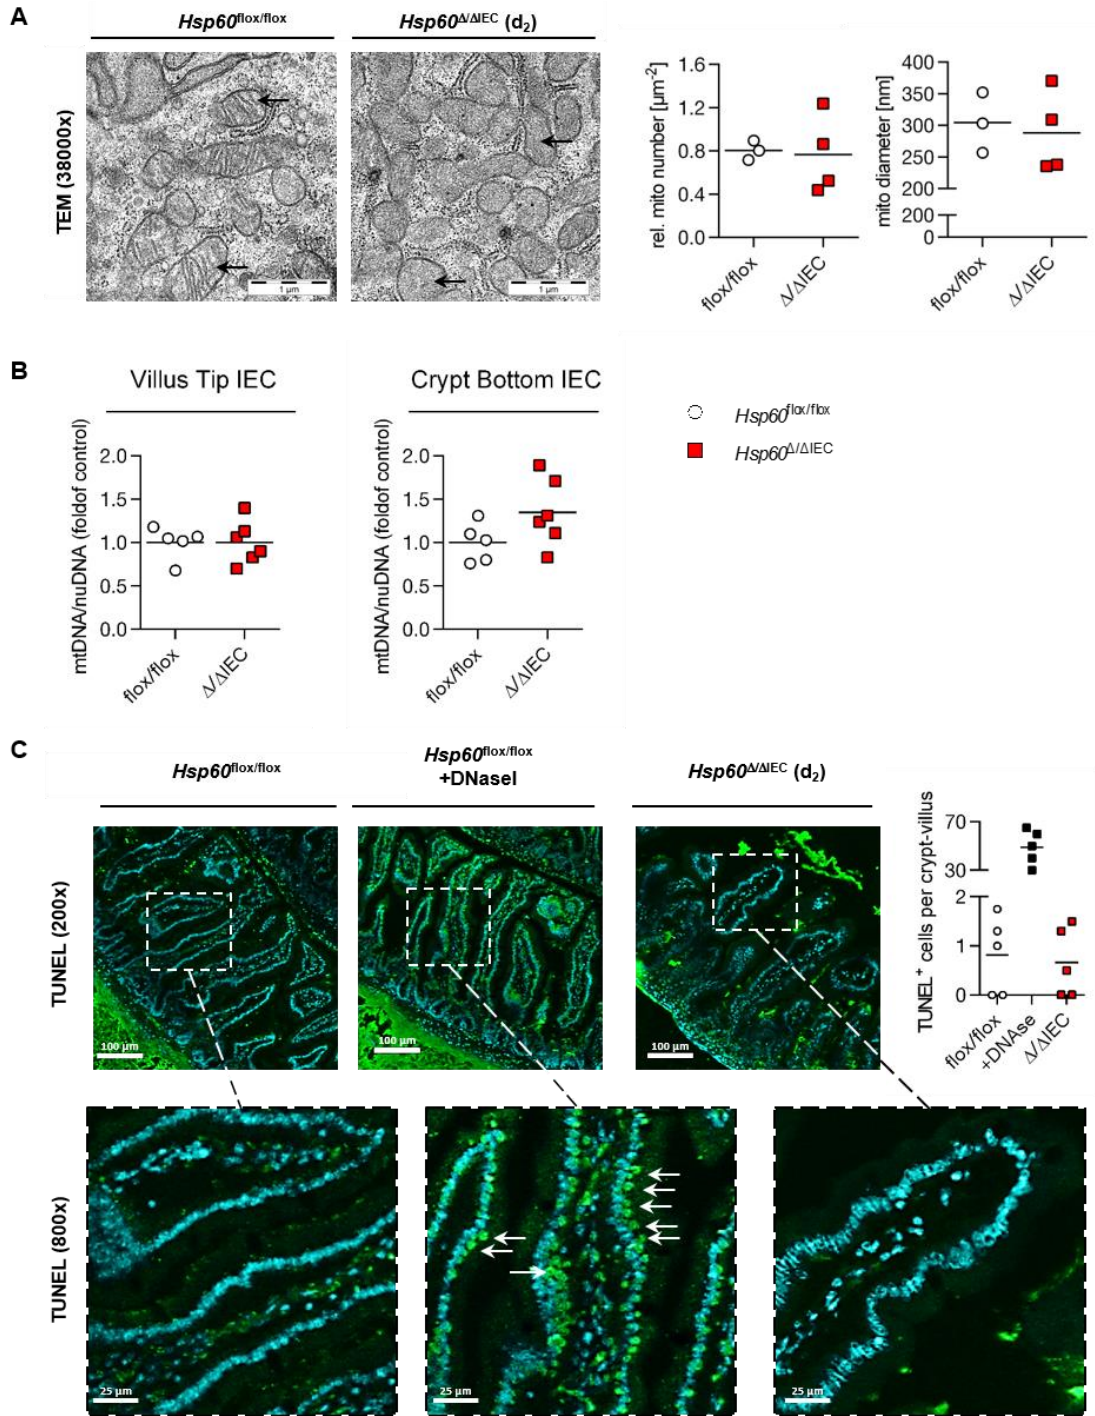 A
Hsp60flox/flox
Hsp60Δ/ΔIEC (d2)
TEM (38000x)
1 µm
1 µm
rel. mito number [µm-2]
1.6
1.2
0.8
0.4
0.0
flox/flox
Δ/ΔIEC
mito diameter [nm]
400
350
300
250
200
200
0
flox/flox
Δ/ΔIEC
B
Villus Tip IEC
mtDNA/nuDNA (foldof control)
2.0
1.5
1.0
0.5
0.0
flox/flox
Δ/ΔIEC
Crypt Bottom IEC
mtDNA/nuDNA (foldof control)
2.0
1.5
1.0
0.5
0.0
flox/flox
Δ/ΔIEC
Hsp60flox/flox
Hsp60Δ/ΔIEC
C
Hsp60flox/flox
Hsp60flox/flox
+DNaseI
Hsp60Δ/ΔIEC (d2)
TUNEL (200x)
100 µm
100 µm
100 µm
TUNEL+ cells per crypt-villus
70
30
2
1
0
flox/flox
+DNAse
Δ/ΔIEC
TUNEL (800x)
25 µm
25 µm
25 µm